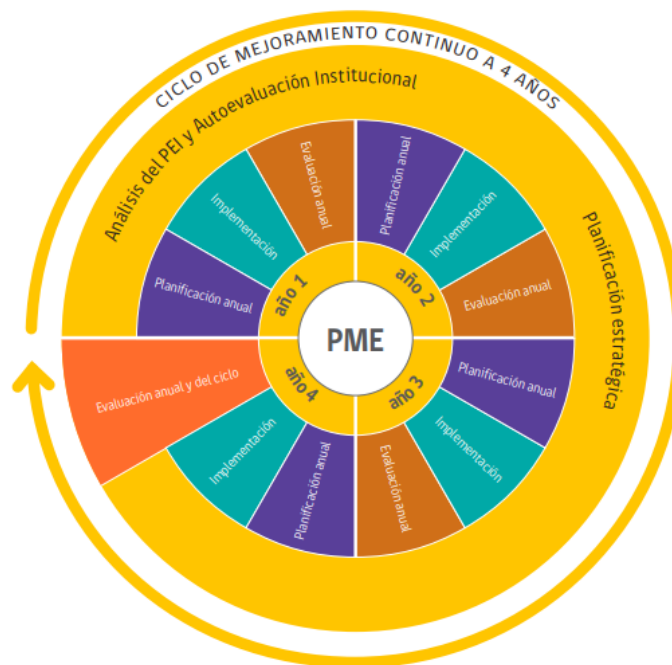 CICLO DE MEJORAMIENTO CONTINUO A 4 AÑOS
Análisis del PEI y Autoevaluación Institucional
Planificación estratégica
PME
año 1
Planificación anual
Implementación
Evaluación anual
año 2
Planificación anual
Implementación
Evaluación anual
año 3
Planificación anual
Implementación
Evaluación anual
año4
Planificación anual
Implementación
Evaluación anual y del ciclo